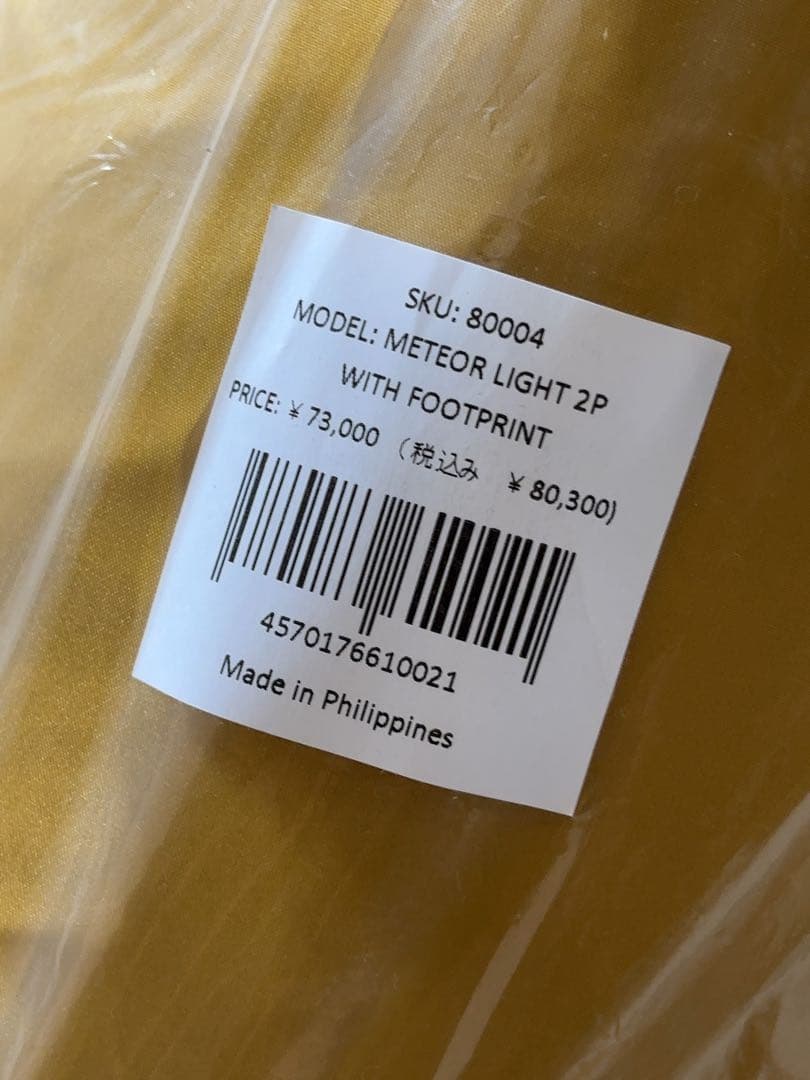 SKU: 80004
MODEL: METEOR LIGHT 2P
WITH FOOTPRINT
PRICE: ¥ 73,000 （税込み　¥ 80,300)
4570176610021
Made in Philippines